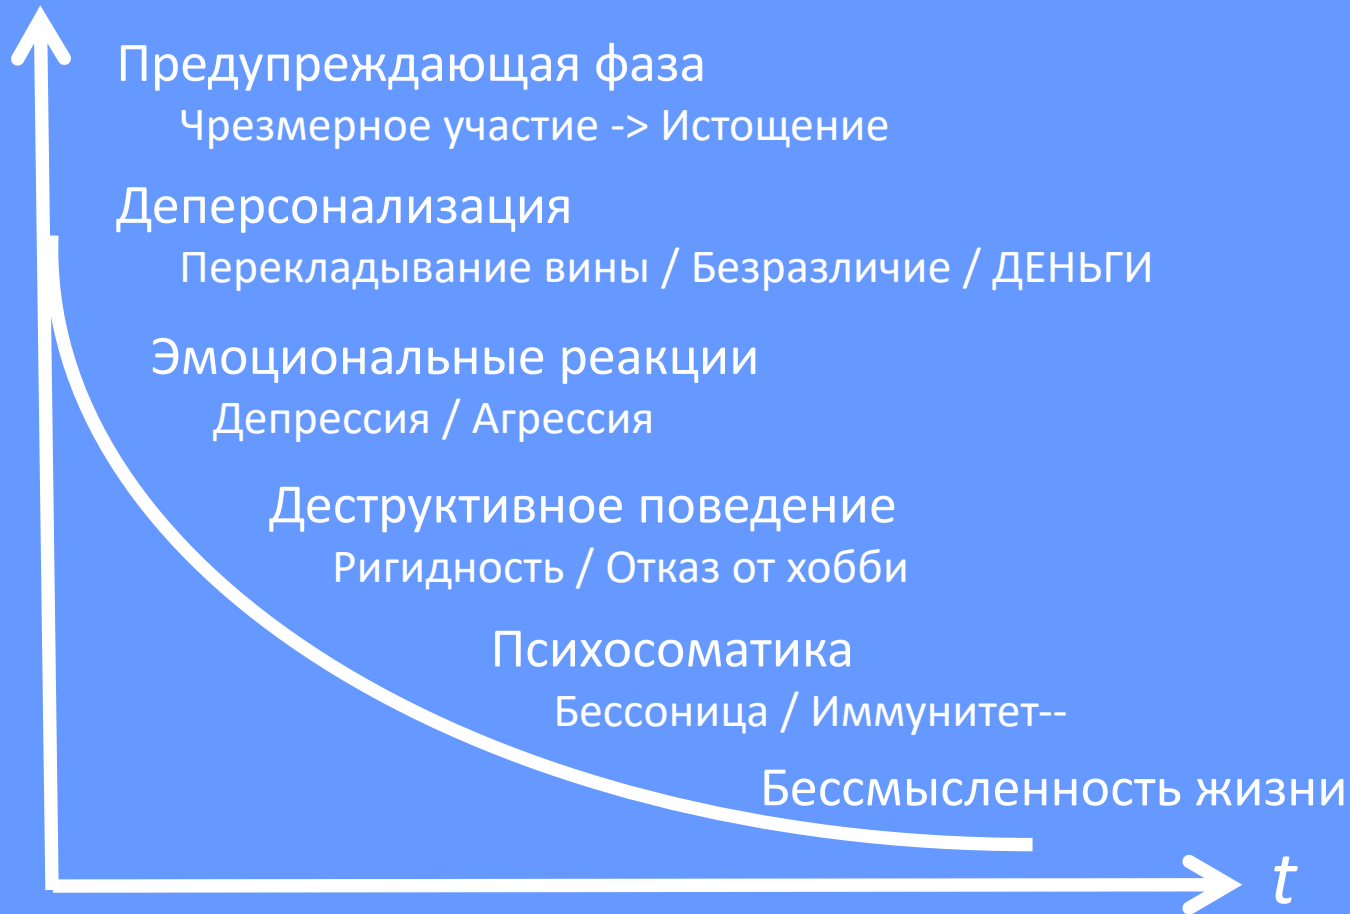 Предупреждающая фаза
Чрезмерное участие -> Истощение
Деперсонализация
Перекладывание вины / Безразличие / ДЕНЬГИ
Эмоциональные реакции
Депрессия / Агрессия
Деструктивное поведение
Ригидность / Отказ от хобби
Психосоматика
Бессоница / Иммунитет--
Бессмысленность жизни
t